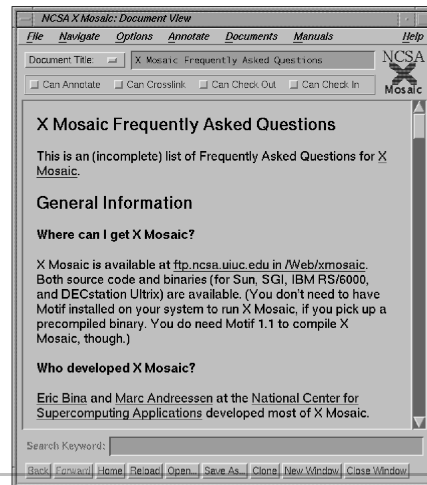 NCSA X Mosaic: Document View
File Navigate Options Annotate Documents Manuals Help
Document Title: X Mosaic Frequently Asked Questions
NCSA
X
Mosaic
Can Annotate Can Crosslink Can Check Out Can Check In
X Mosaic Frequently Asked Questions
This is an (incomplete) list of Frequently Asked Questions for X
Mosaic.
General Information
Where can I get X Mosaic?
X Mosaic is available at ftp.ncsa.uiuc.edu in /Web/xmosaic.
Both source code and binaries (for Sun, SGI, IBM RS/6000,
and DECstation Ultrix) are available. (You don't need to have
Motif installed on your system to run X Mosaic, if you pick up a
precompiled binary. You do need Motif 1.1 to compile X
Mosaic, though.)
Who developed X Mosaic?
Eric Bina and Marc Andreessen at the National Center for
Supercomputing Applications developed most of X Mosaic.
Search Keyword:
Back Forward Home Reload Open... Save As... Clone New Window Close Window